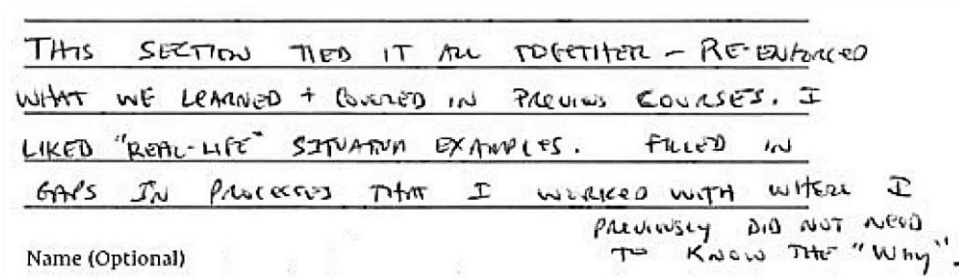 THIS SECTION TIED IT ALL TOGETHER - RE-ENFORCED
WHAT WE LEARNED + COVERED IN PREVIOUS COURSES. I
LIKED "REAL-LIFE" SITUATION EXAMPLES. FILLED IN
GAPS IN PROCESSES THAT I WORKED WITH WHERE I
PREVIOUSLY DID NOT NEED
TO KNOW THE "WHY".
Name (Optional)